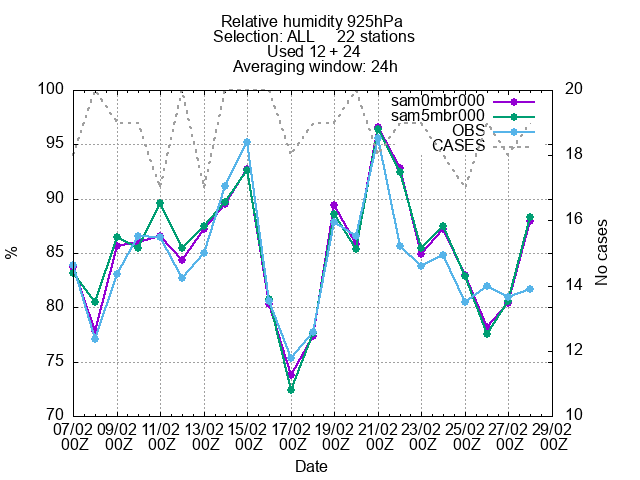 Relative humidity 925hPa
Selection: ALL 22 stations
Used 12 + 24
Averaging window: 24h
100
95
90
85
80
75
70
%
20
18
16
14
12
10
No cases
sam0mbr000
sam5mbr000
OBS
CASES
07/02 09/02 11/02 13/02 15/02 17/02 19/02 21/02 23/02 25/02 27/02 29/02
00Z 00Z 00Z 00Z 00Z 00Z 00Z 00Z 00Z 00Z 00Z 00Z
Date